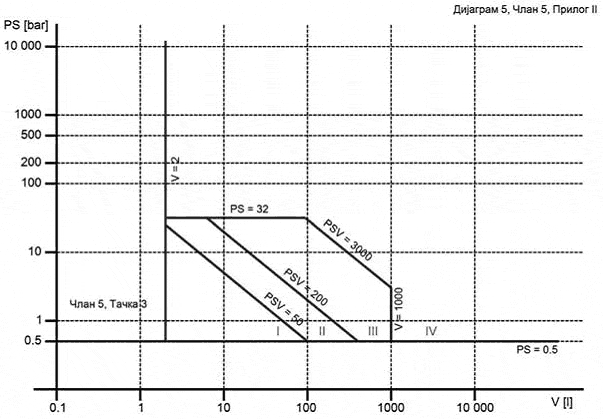 Дијаграм 5, Члан 5, Прилог II
PS [bar]
10 000
1000
500
200
100
V = 2
PS = 32
PSV = 3000
10
PSV = 200
PSV = 50
Члан 5, Тачка 3
V = 1000
1
I
II
III
IV
0.5
PS = 0.5
0.1
1
10
100
1000
10 000
V [l]